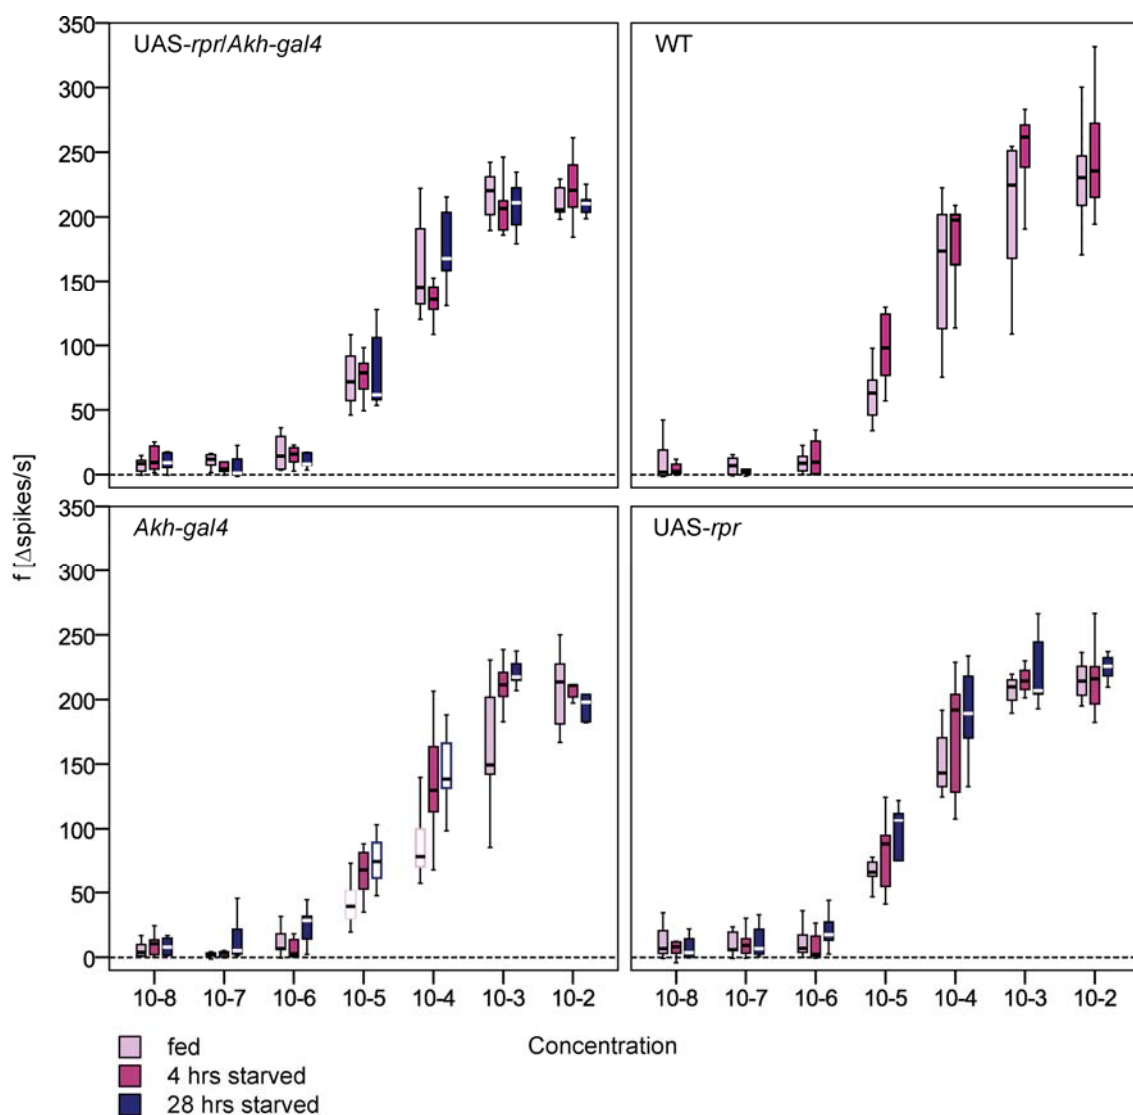 UAS-rpr/Akh-gal4
WT
350
300
250
200
150
100
50
0
Akh-gal4
UAS-rpr
350
300
250
200
150
100
50
0
f [Δspikes/s]
10-8 10-7 10-6 10-5 10-4 10-3 10-2
10-8 10-7 10-6 10-5 10-4 10-3 10-2
Concentration
fed
4 hrs starved
28 hrs starved